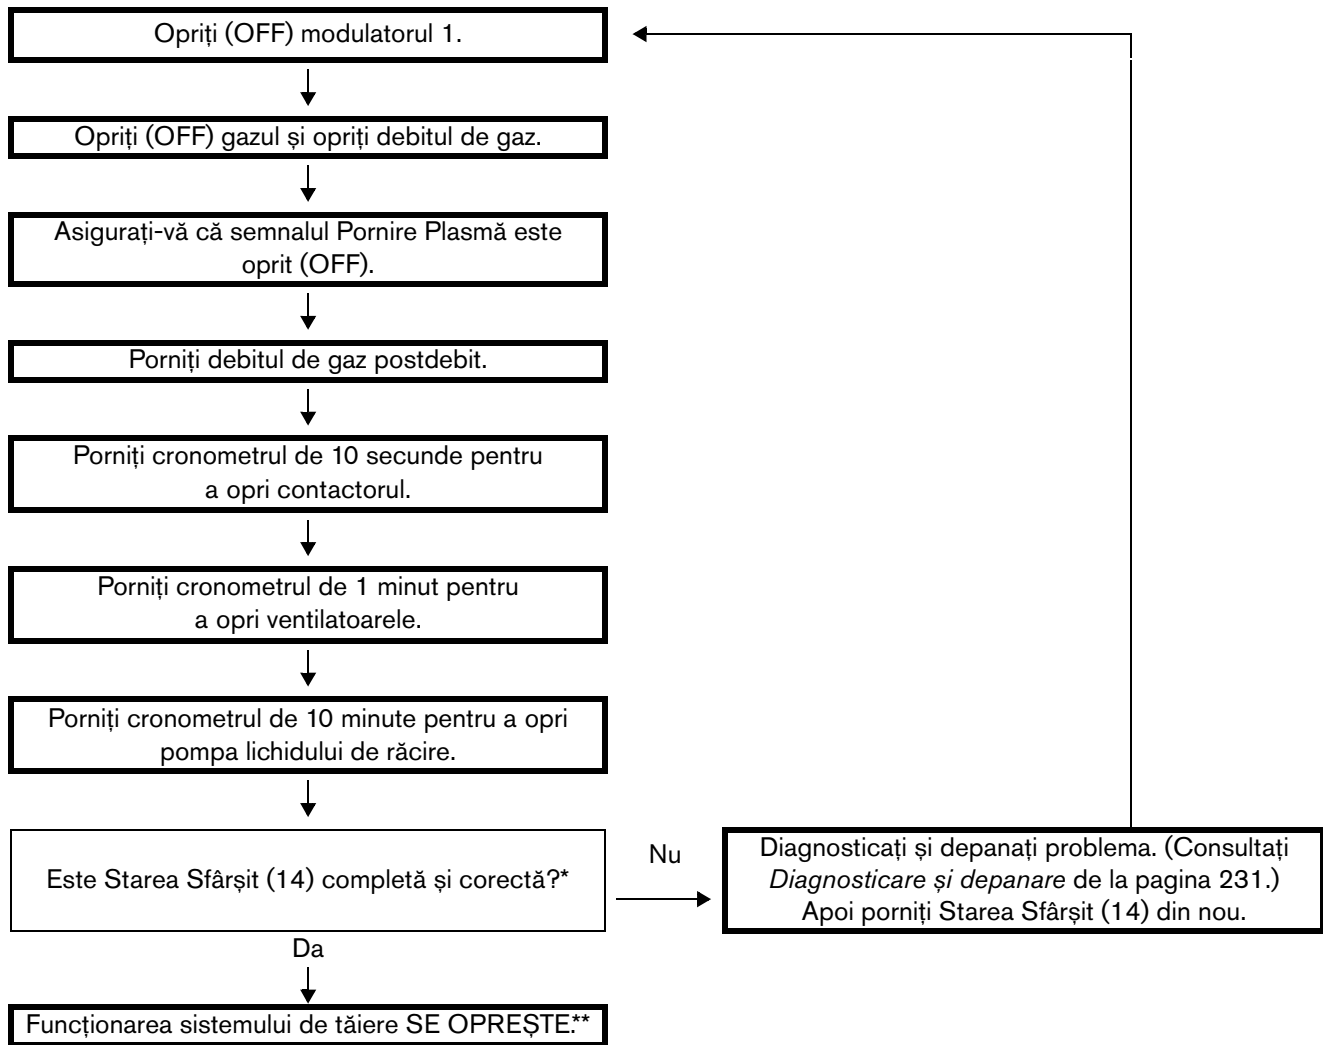 Opriți (OFF) modulatorul 1.
Opriți (OFF) gazul și opriți debitul de gaz.
Asigurați-vă că semnalul Pornire Plasmă este
oprit (OFF).
Porniți debitul de gaz postdebit.
Porniți cronometrul de 10 secunde pentru
a opri contactorul.
Porniți cronometrul de 1 minut pentru
a opri ventilatoarele.
Porniți cronometrul de 10 minute pentru a opri
pompa lichidului de răcire.
Este Starea Sfârșit (14) completă și corectă?*
Nu
Diagnosticați și depanați problema. (Consultați
Diagnosticare și depanare de la pagina 231.)
Apoi porniți Starea Sfârșit (14) din nou.
Da
Funcționarea sistemului de tăiere SE OPREȘTE.**